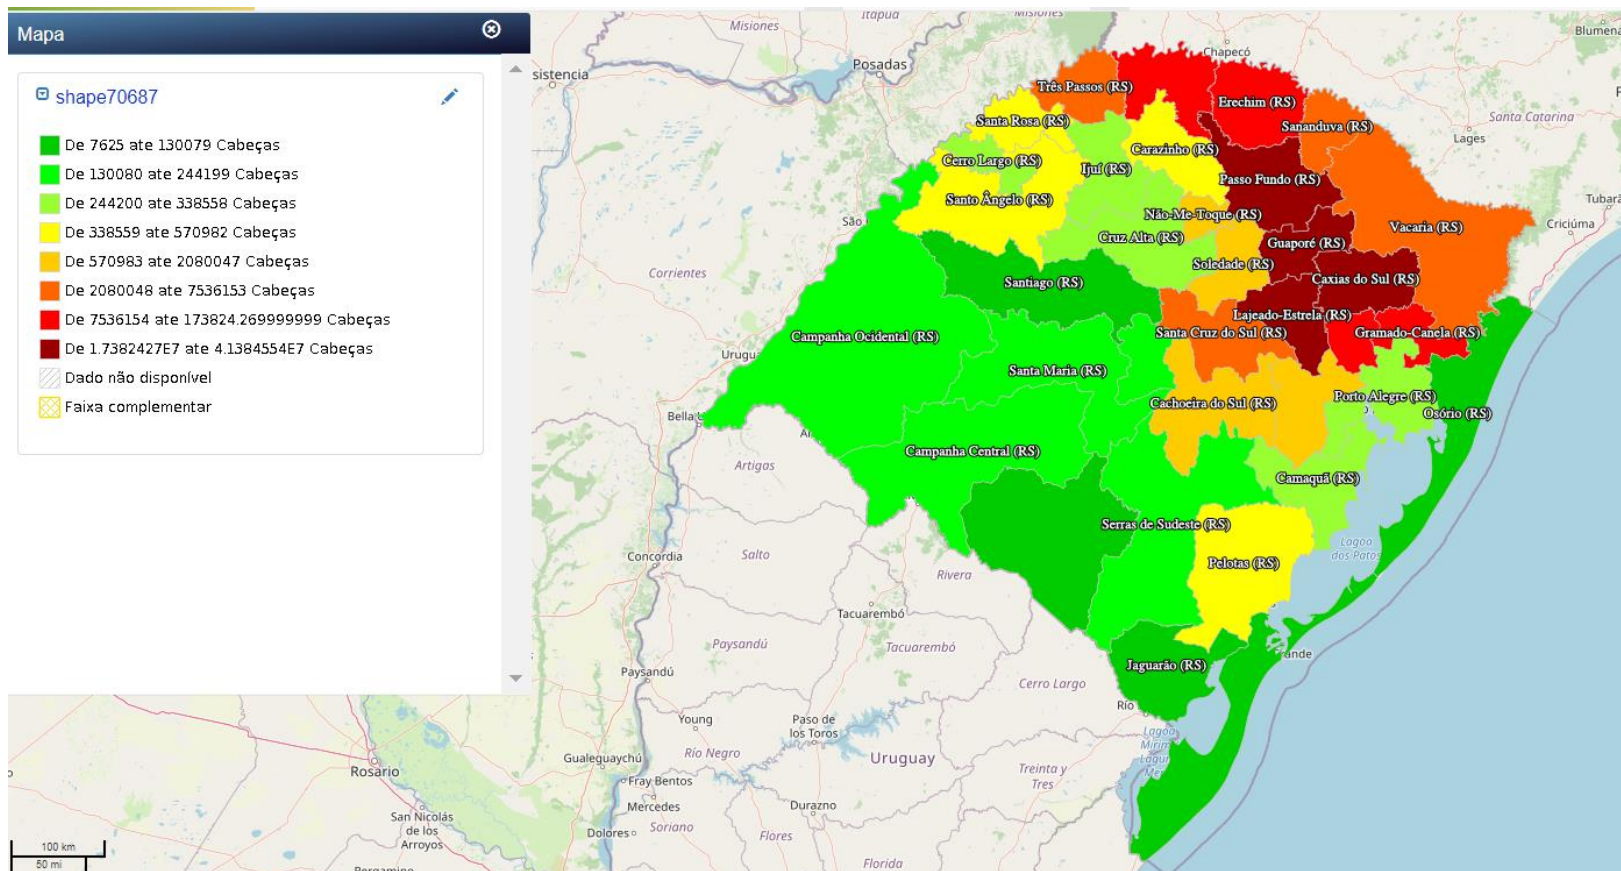 Mapa
shape70687
De 7625 ate 130079 Cabeças
De 130080 ate 244199 Cabeças
De 244200 ate 338558 Cabeças
De 338559 ate 570982 Cabeças
De 570983 ate 2080047 Cabeças
De 2080048 ate 7536153 Cabeças
De 7536154 ate 173824.269999999 Cabeças
De 1.7382427E7 ate 4.1384554E7 Cabeças
Dado não disponível
Faixa complementar
Itapúa
Misiones
Misiones
Blumena
Chapecó
Posadas
sistencia
Três Passos (RS)
Erechim (RS)
Santa Catarina
Santa Rosa (RS)
Sananduva (RS)
Lages
Carazinho (RS)
Cerro Largo (RS)
Ijuí (RS)
Passo Fundo (RS)
Santo Ângelo (RS)
Tubar
Não-Me-Toque (RS)
São
Criciúma
Vacaria (RS)
Cruz Alta (RS)
Guaporé (RS)
Soledade (RS)
Corrientes
Santiago (RS)
Caxias do Sul (RS)
Lajeado-Estrela (RS)
Campanha Ocidental (RS)
Santa Cruz do Sul (RS)
Gramado-Canela (RS)
Urugu
Santa Maria (RS)
Porto Alegre (RS)
Cachoeira do Sul (RS)
Osório (RS)
Bella
Campanha Central (RS)
Artigas
Camaquã (RS)
Serras de Sudeste (RS)
Lagoa
dos Patos
Concordia
Salto
Pelotas (RS)
Rivera
Tacuarembó
Paysandú
Tacuarembó
ande
Jaguarão (RS)
Paysandú
Cerro Largo
Río
Young
Paso de
los Toros
Lagoa
Mirim
Río Negro
Uruguay
Gualeguaychú
Rosario
Treinta y
Tres
Fray Bentos
Mercedes
Durazno
San Nicolás
de los
Arroyos
Dolores
Soriano
Flores
Florida
100 km
50 mi